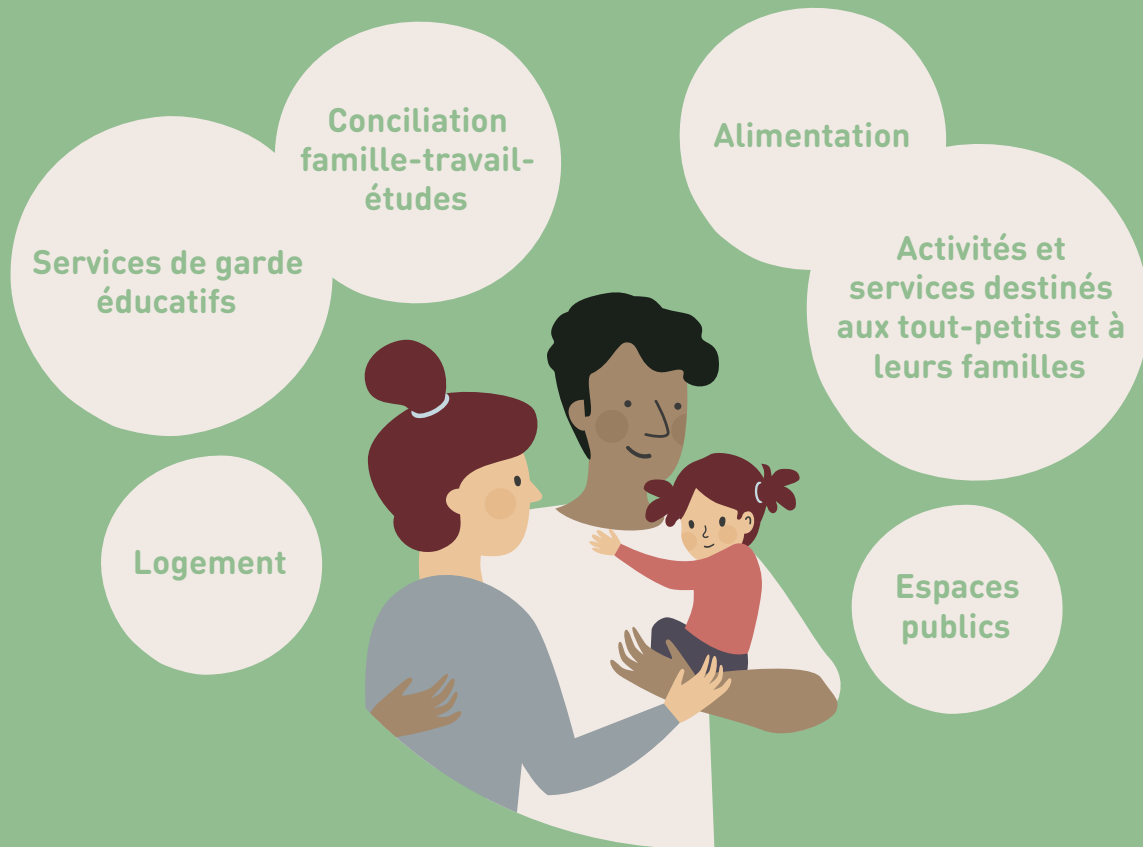 Conciliation
famille-travail-
études
Alimentation
Services de garde
éducatifs
Activités et
services destinés
aux tout-petits et à
leurs familles
Logement
Espaces
publics